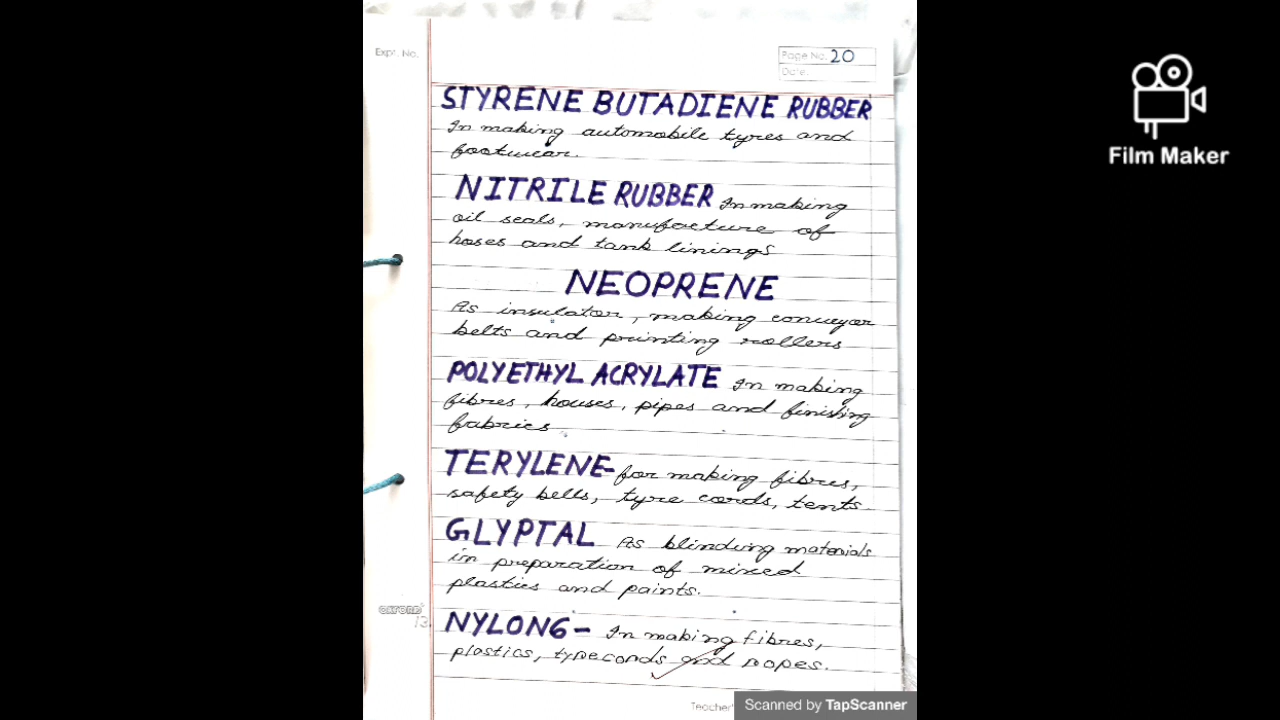 Expt. No.
Page No. 20
Date:
STYRENE BUTADIENE RUBBER
In making automobile tyres and
footwear.
NITRILE RUBBER In making
oil seals, manufacture of
hoses and tank linings
NEOPRENE
As insulator, making conveyor
belts and printing rollers
POLYETHYL ACRYLATE In making
fibres, houses, pipes and finishing
fabrics
TERYLENE-for making fibres,
safety bells, tyre cords, tents.
GLYPTAL As blinding materials
in preparation of mixed
plastics and paints.
NYLON6- In making fibres,
plastics, typeconds and ropes.
Teacher's
Film Maker
Scanned by TapScanner